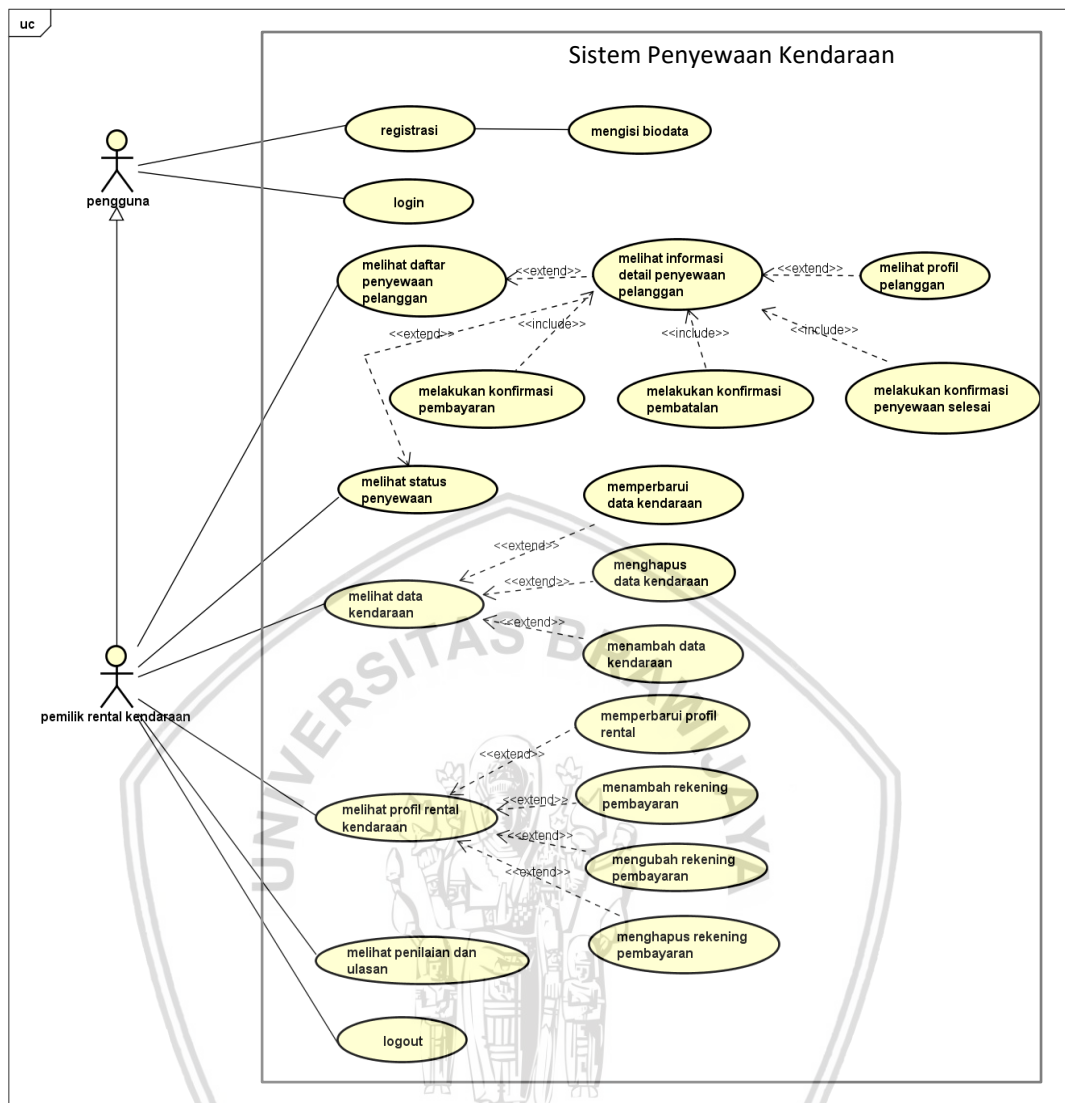 uc
Sistem Penyewaan Kendaraan
registrasi
mengisi biodata
pengguna
login
melihat daftar
penyewaan
pelanggan
<<extend>>
melihat informasi
detail penyewaan
pelanggan
<<extend>>
melihat profil
pelanggan
<<extend>>
<<include>>
<<include>>
<<include>>
melakukan konfirmasi
pembayaran
melakukan konfirmasi
pembatalan
melakukan konfirmasi
penyewaan selesai
melihat status
penyewaan
memperbarui
data kendaraan
<<extend>>
menghapus
data kendaraan
<<extend>>
melihat data
kendaraan
<<extend>>
menambah data
kendaraan
pemilik rental kendaraan
memperbarui profil
rental
<<extend>>
menambah rekening
pembayaran
<<extend>>
melihat profil rental
kendaraan
<<extend>>
mengubah rekening
pembayaran
<<extend>>
menghapus rekening
pembayaran
melihat penilaian dan
ulasan
logout
UNIVERSITAS BRAWIJAYA